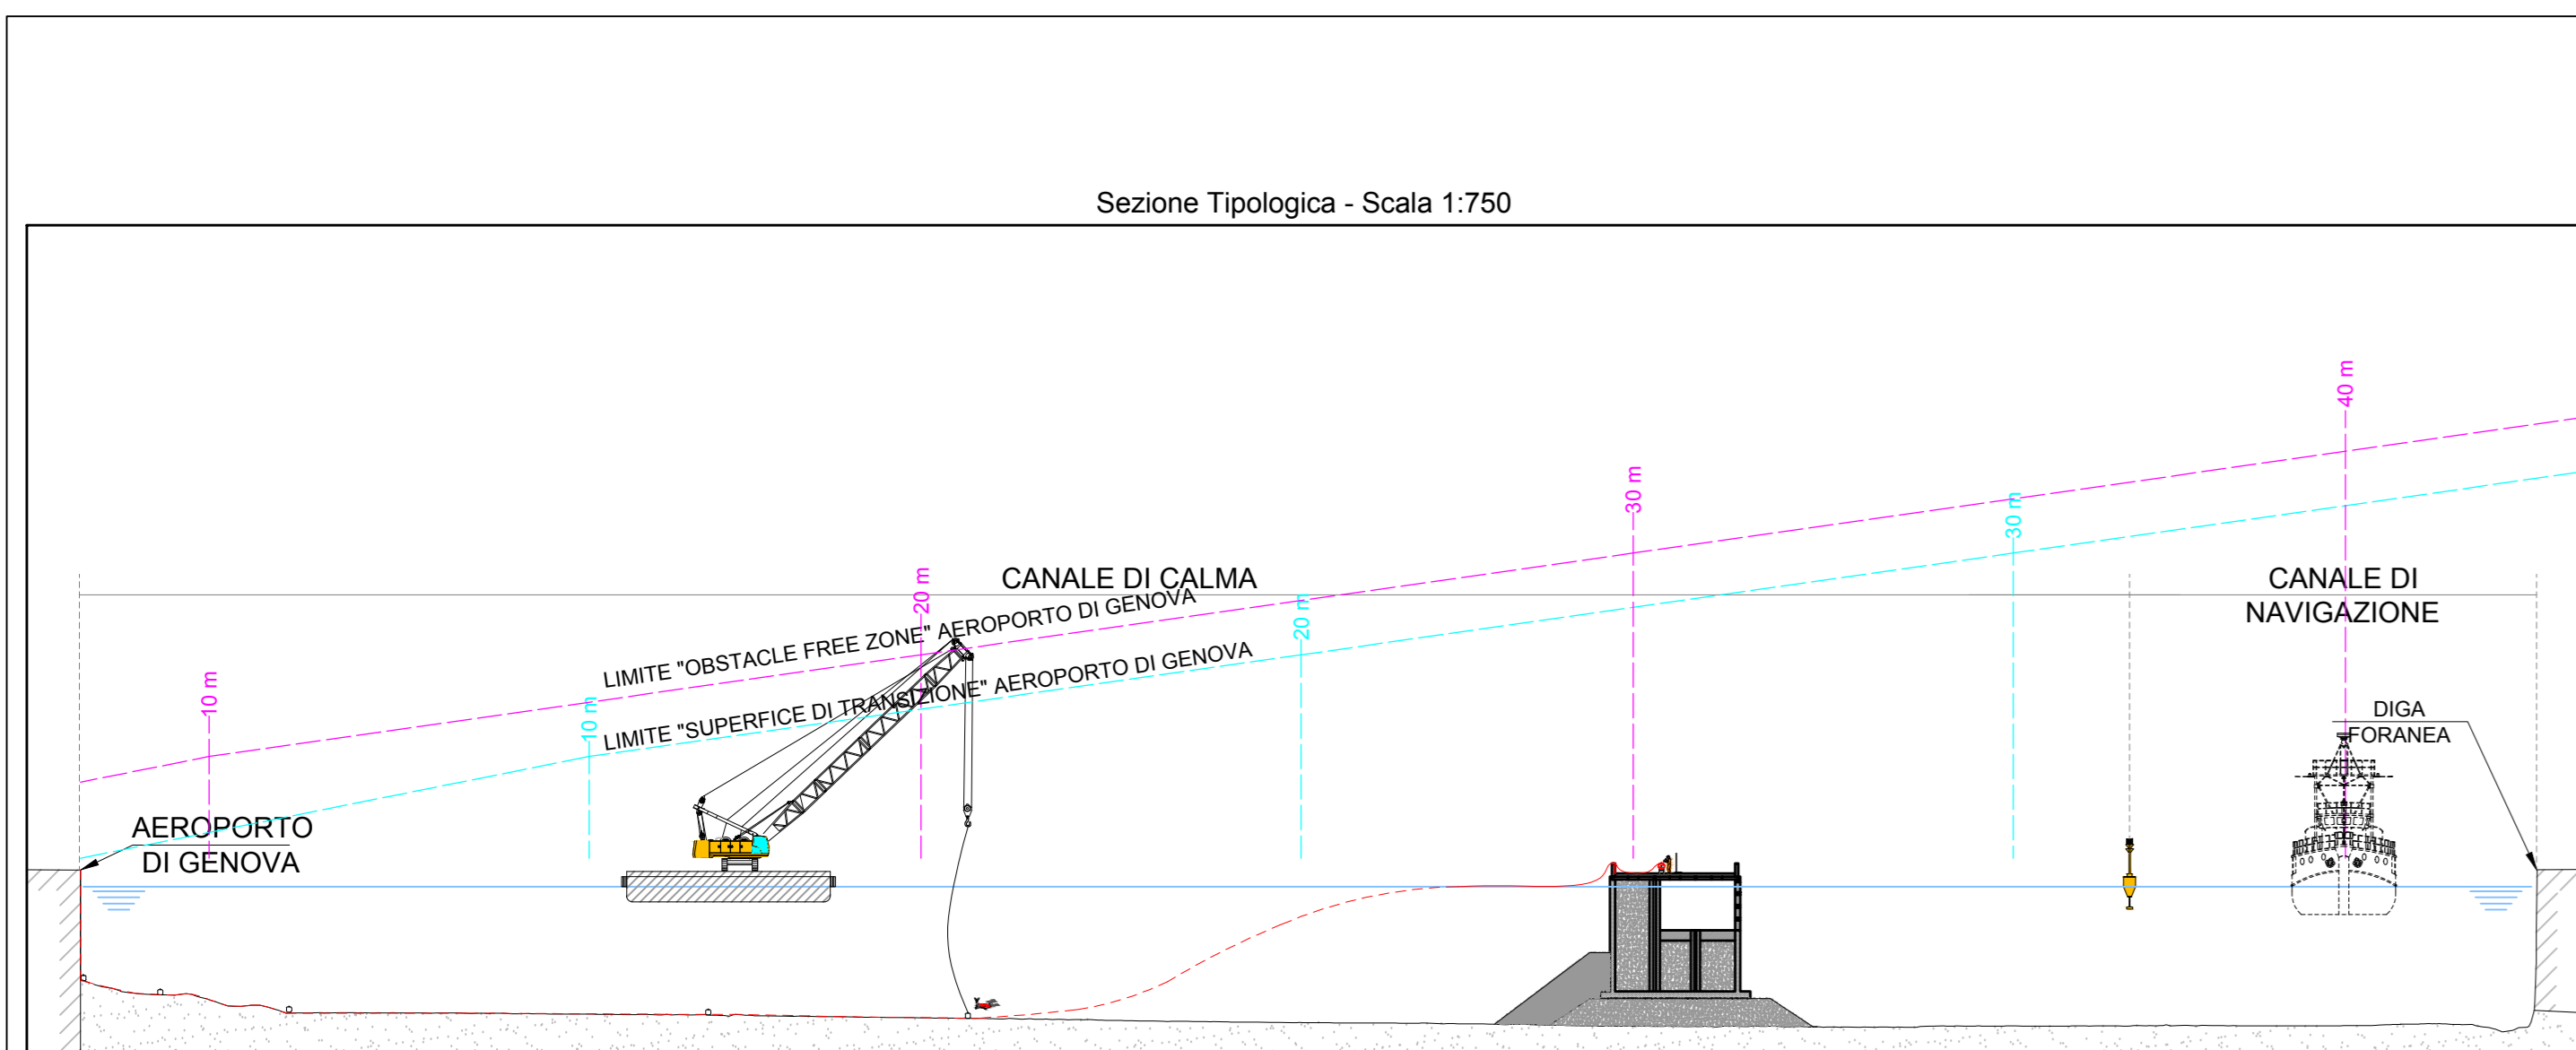 Sezione Tipologica - Scala 1:750
40 m
30 m
30 m
CANALE DI CALMA
20 m
20 m
CANALE DI
NAVIGAZIONE
LIMITE "OBSTACLE FREE ZONE" AEROPORTO DI GENOVA
LIMITE "SUPERFICE DI TRANSIZIONE" AEROPORTO DI GENOVA
10 m
10 m
DIGA
FORANEA
AEROPORTO
DI GENOVA